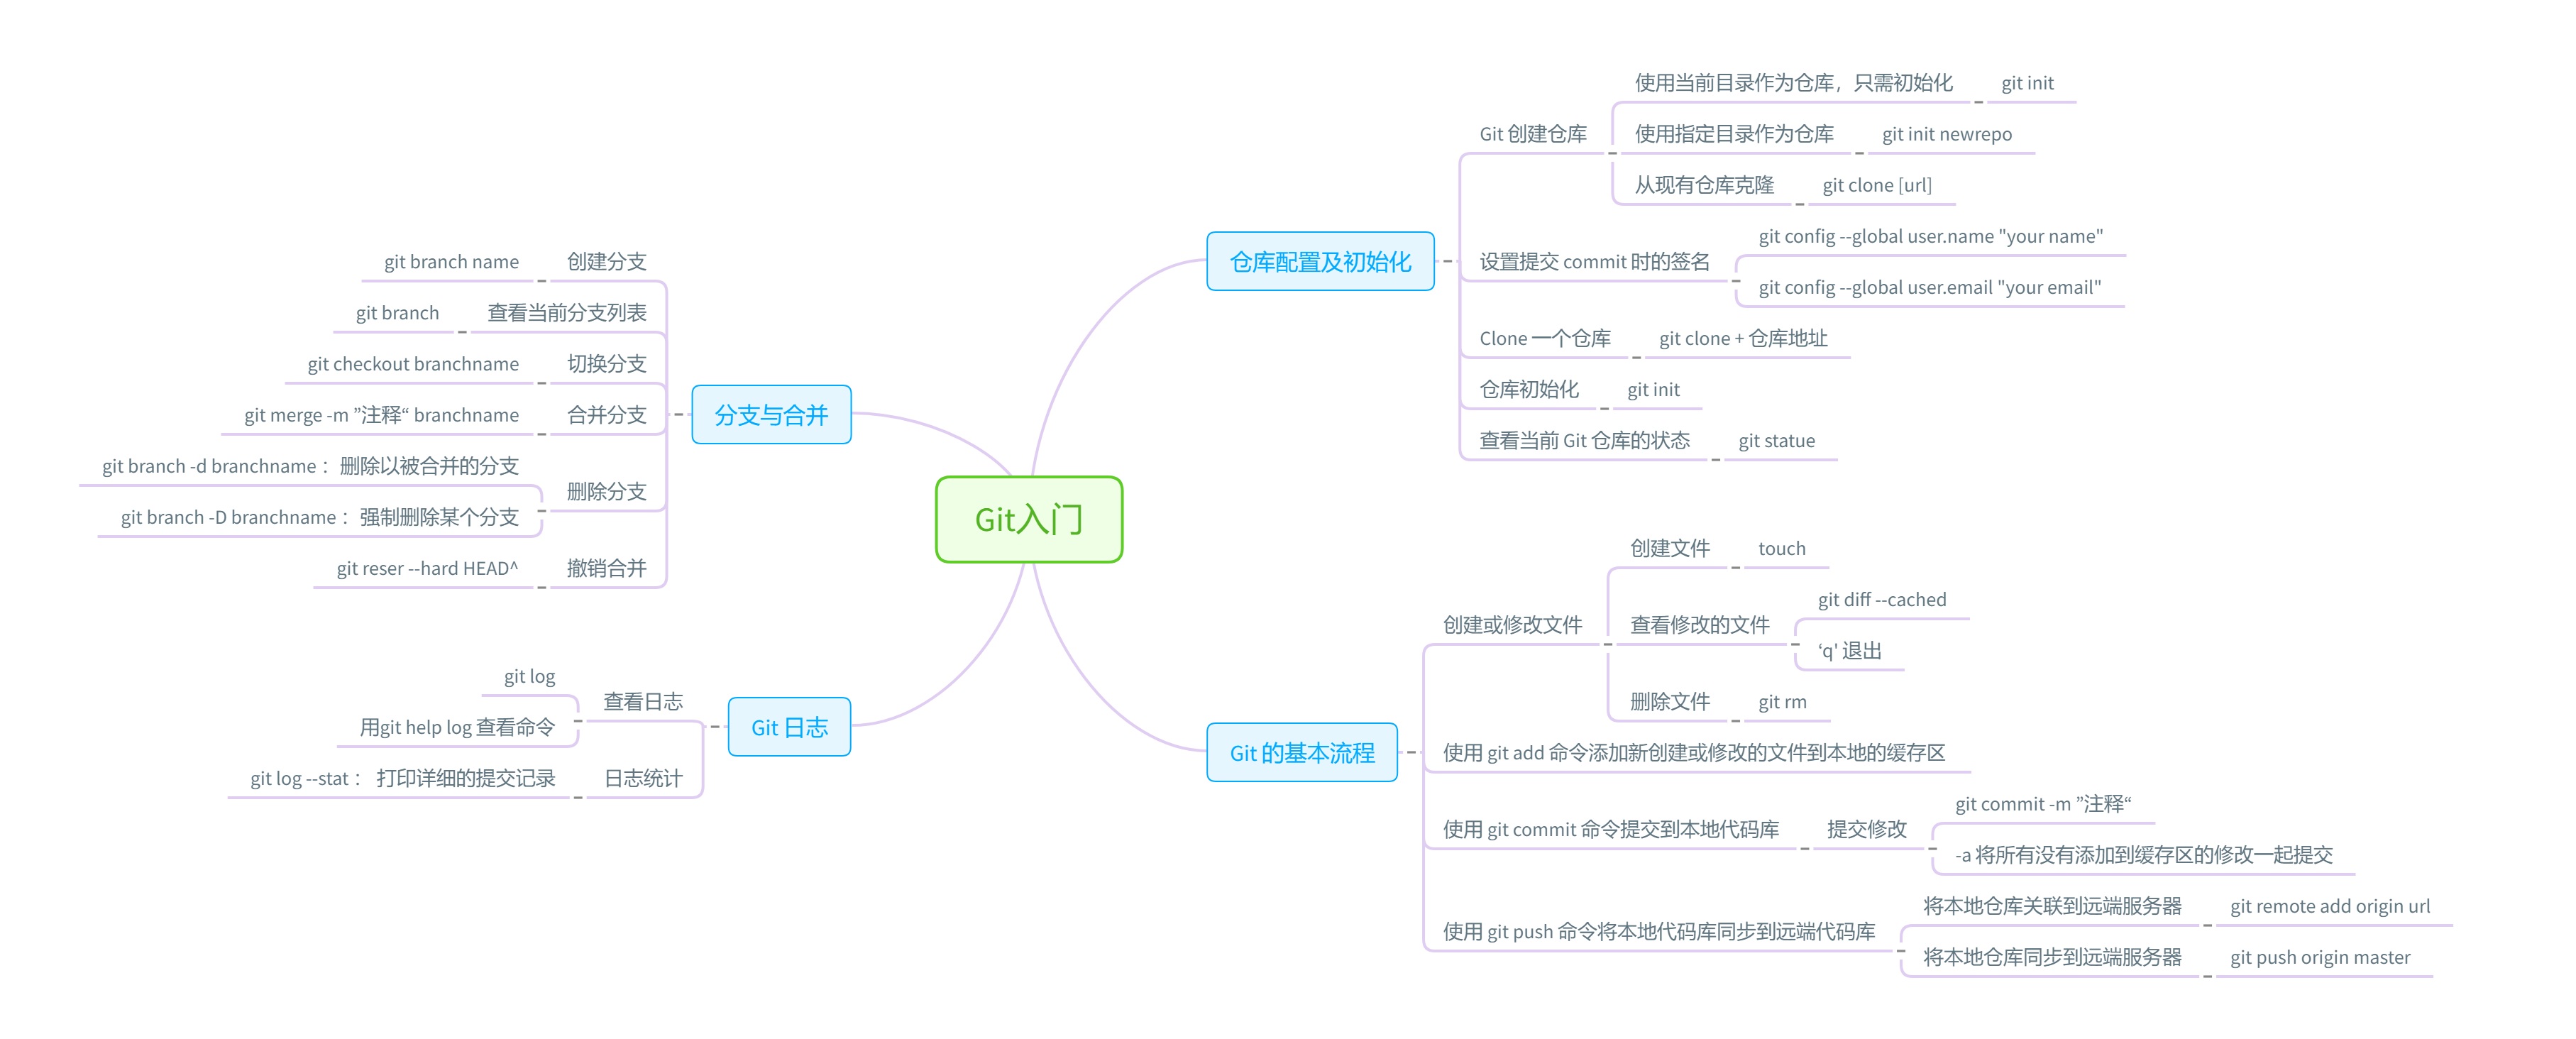 Git入门
仓库配置及初始化
Git 创建仓库
使用当前目录作为仓库，只需初始化
git init
使用指定目录作为仓库
git init newrepo
从现有仓库克隆
git clone [url]
设置提交 commit 时的签名
git config --global user.name "your name"
git config --global user.email "your email"
Clone 一个仓库
git clone + 仓库地址
仓库初始化
git init
查看当前 Git 仓库的状态
git statue
Git 的基本流程
创建或修改文件
创建文件
touch
查看修改的文件
git diff --cached
‘q' 退出
删除文件
git rm
使用 git add 命令添加新创建或修改的文件到本地的缓存区
使用 git commit 命令提交到本地代码库
提交修改
git commit -m ”注释“
-a 将所有没有添加到缓存区的修改一起提交
使用 git push 命令将本地代码库同步到远端代码库
将本地仓库关联到远端服务器
git remote add origin url
将本地仓库同步到远端服务器
git push origin master
分支与合并
创建分支
git branch name
查看当前分支列表
git branch
切换分支
git checkout branchname
合并分支
git merge -m ”注释“ branchname
删除分支
git branch -d branchname： 删除以被合并的分支
git branch -D branchname： 强制删除某个分支
撤销合并
git reser --hard HEAD^
Git 日志
查看日志
git log
用git help log 查看命令
日志统计
git log --stat： 打印详细的提交记录